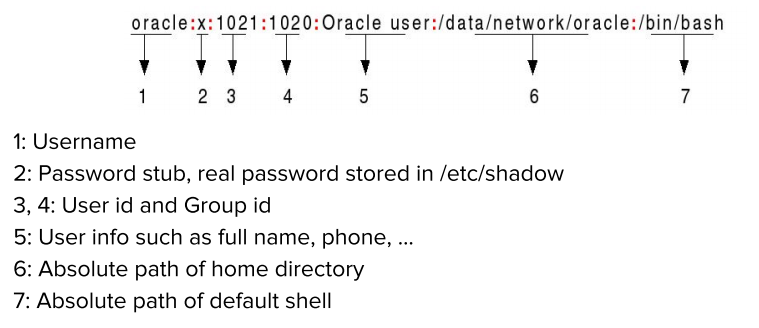 oracle:x:1021:1020:Oracle user:/data/network/oracle:/bin/bash
1 2 3 4 5 6 7
1: Username
2: Password stub, real password stored in /etc/shadow
3, 4: User id and Group id
5: User info such as full name, phone, ...
6: Absolute path of home directory
7: Absolute path of default shell